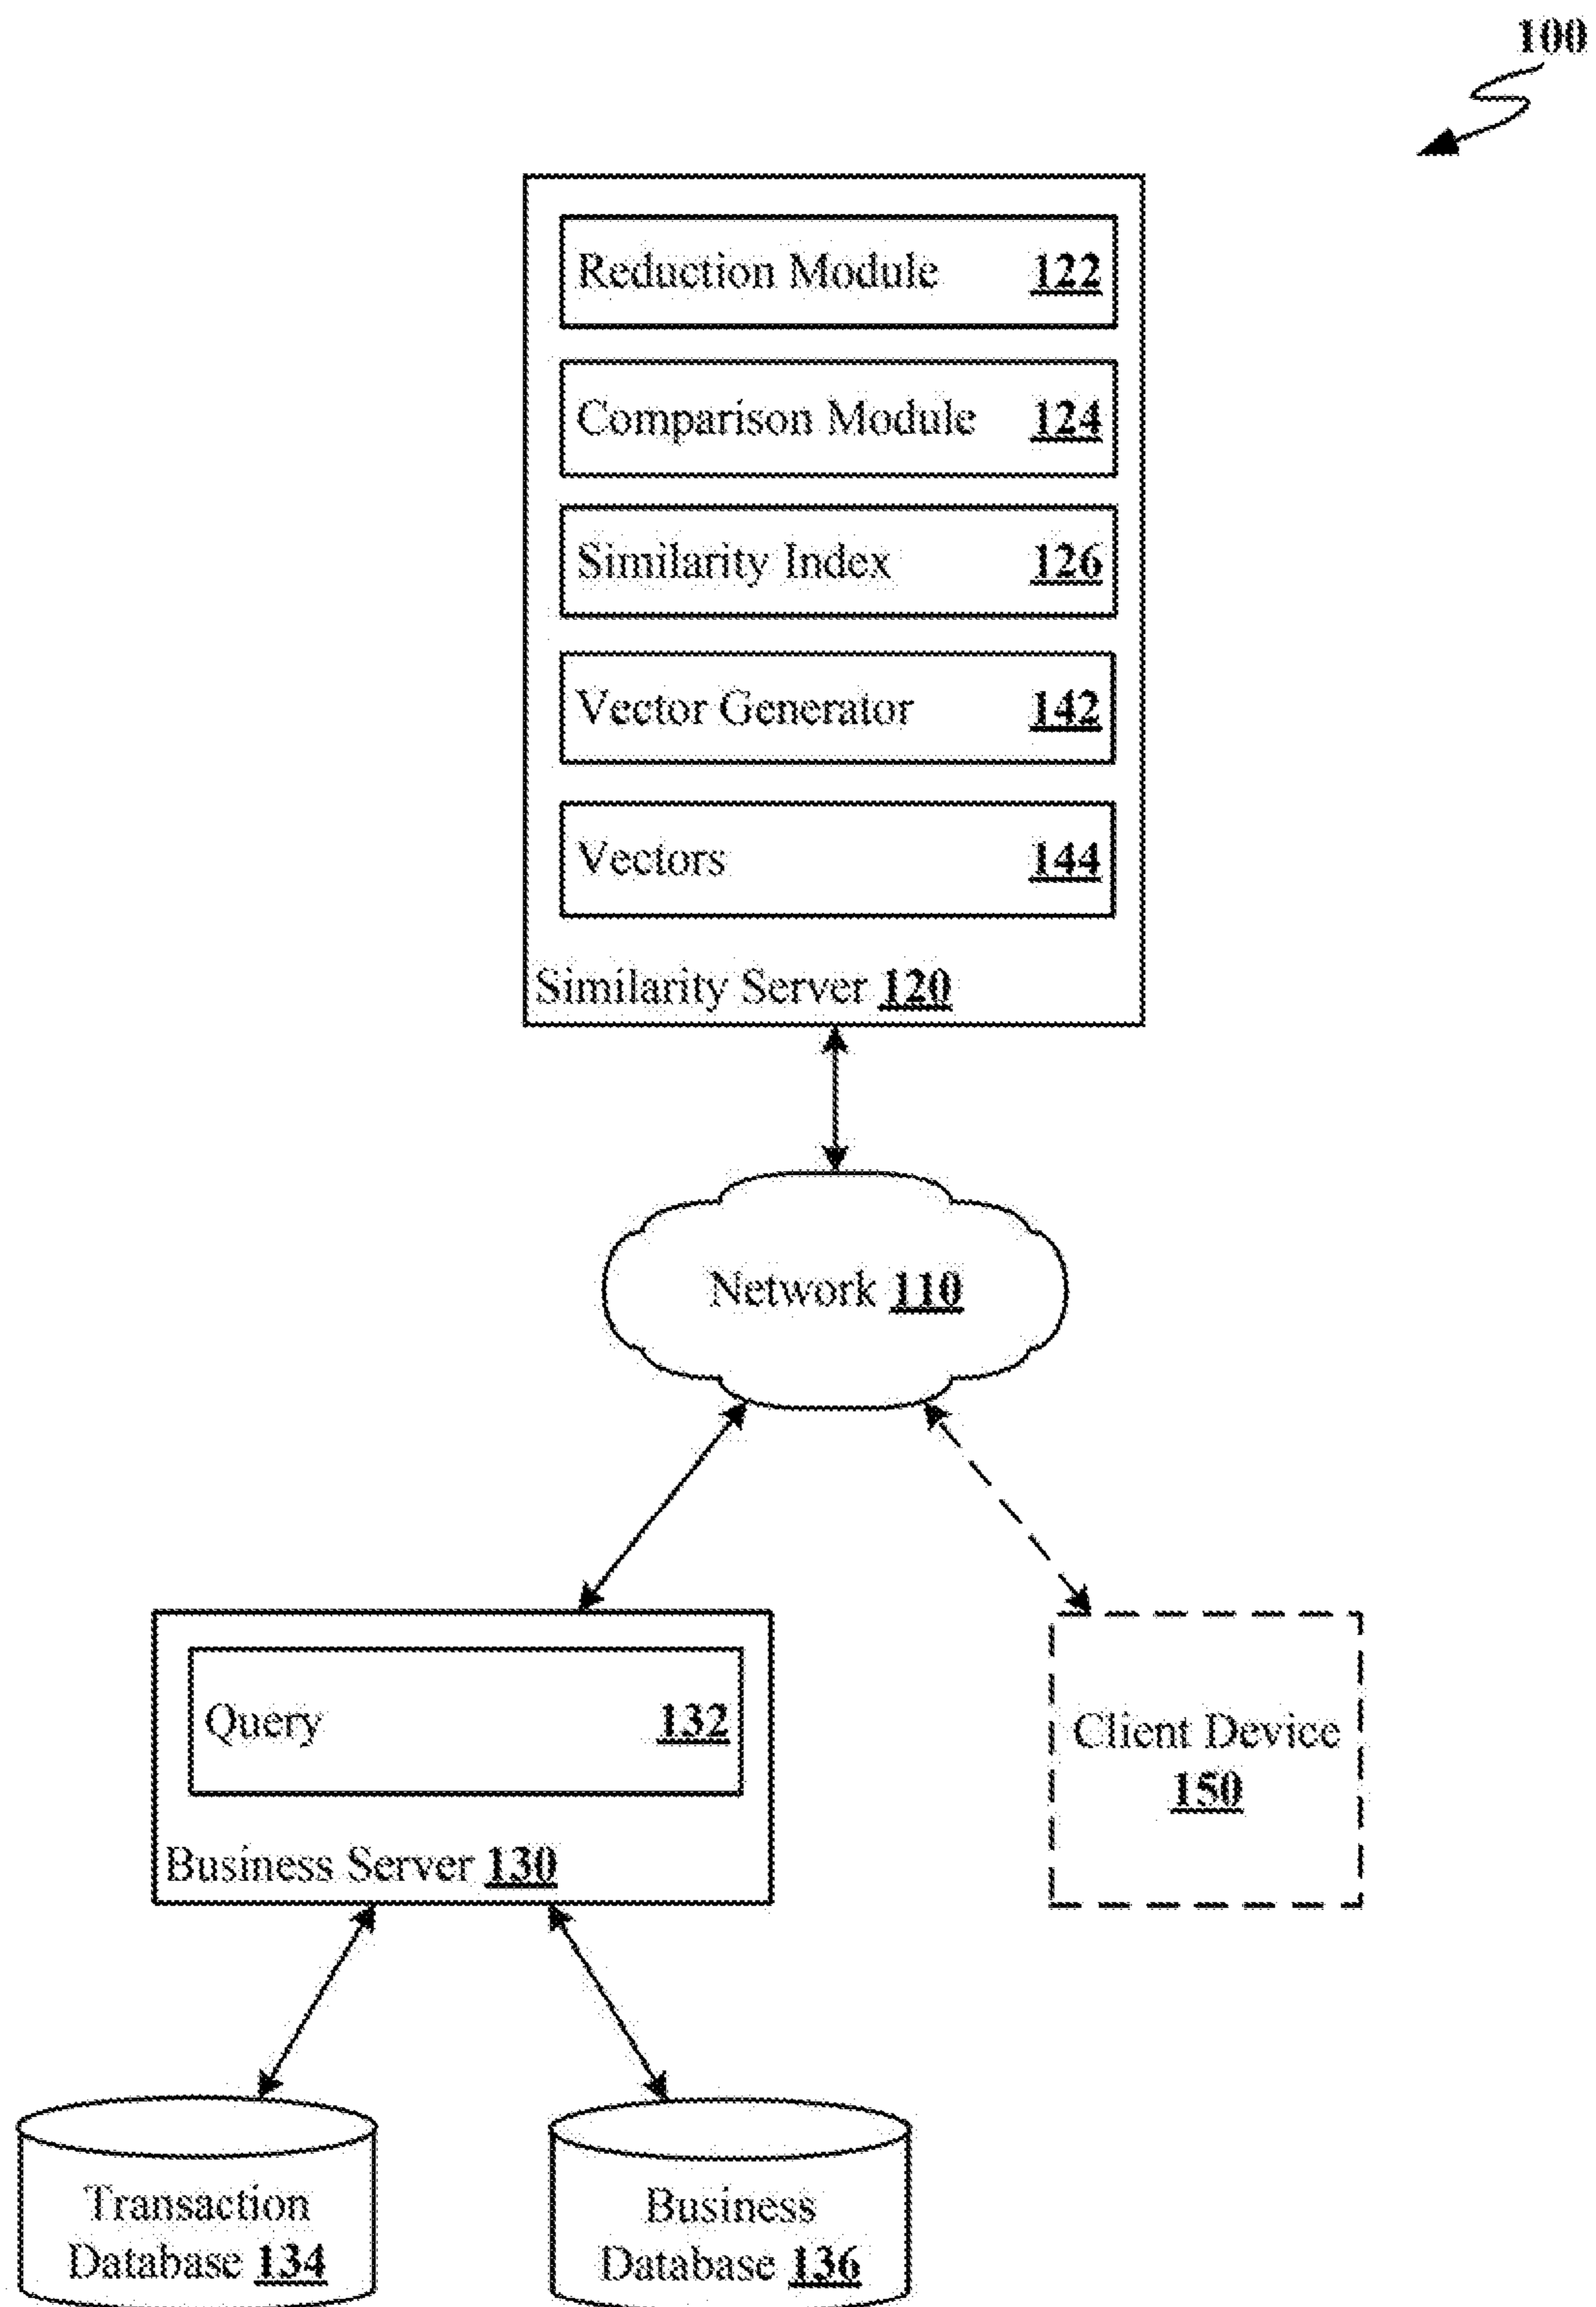 100
Reduction Module 122
Comparison Module 124
Similarity Index 126
Vector Generator 142
Vectors 144
Similarity Server 120
Network 110
Query 132
Client Device
150
Business Server 130
Transaction
Database 134
Business
Database 136